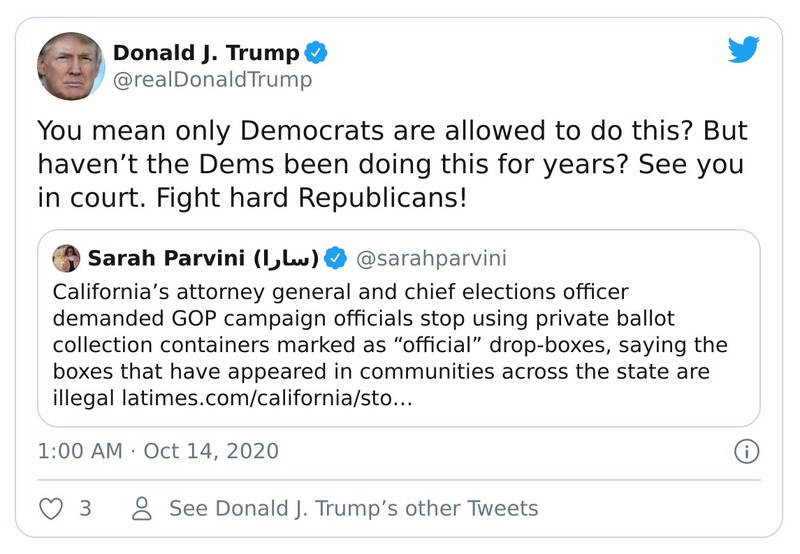 Donald J. Trump
@realDonaldTrump
You mean only Democrats are allowed to do this? But
haven’t the Dems been doing this for years? See you
in court. Fight hard Republicans!
Sarah Parvini (سارا) @sarahparvini
California’s attorney general and chief elections officer
demanded GOP campaign officials stop using private ballot
collection containers marked as “official” drop-boxes, saying the
boxes that have appeared in communities across the state are
illegal latimes.com/california/sto…
1:00 AM · Oct 14, 2020
3 See Donald J. Trump’s other Tweets